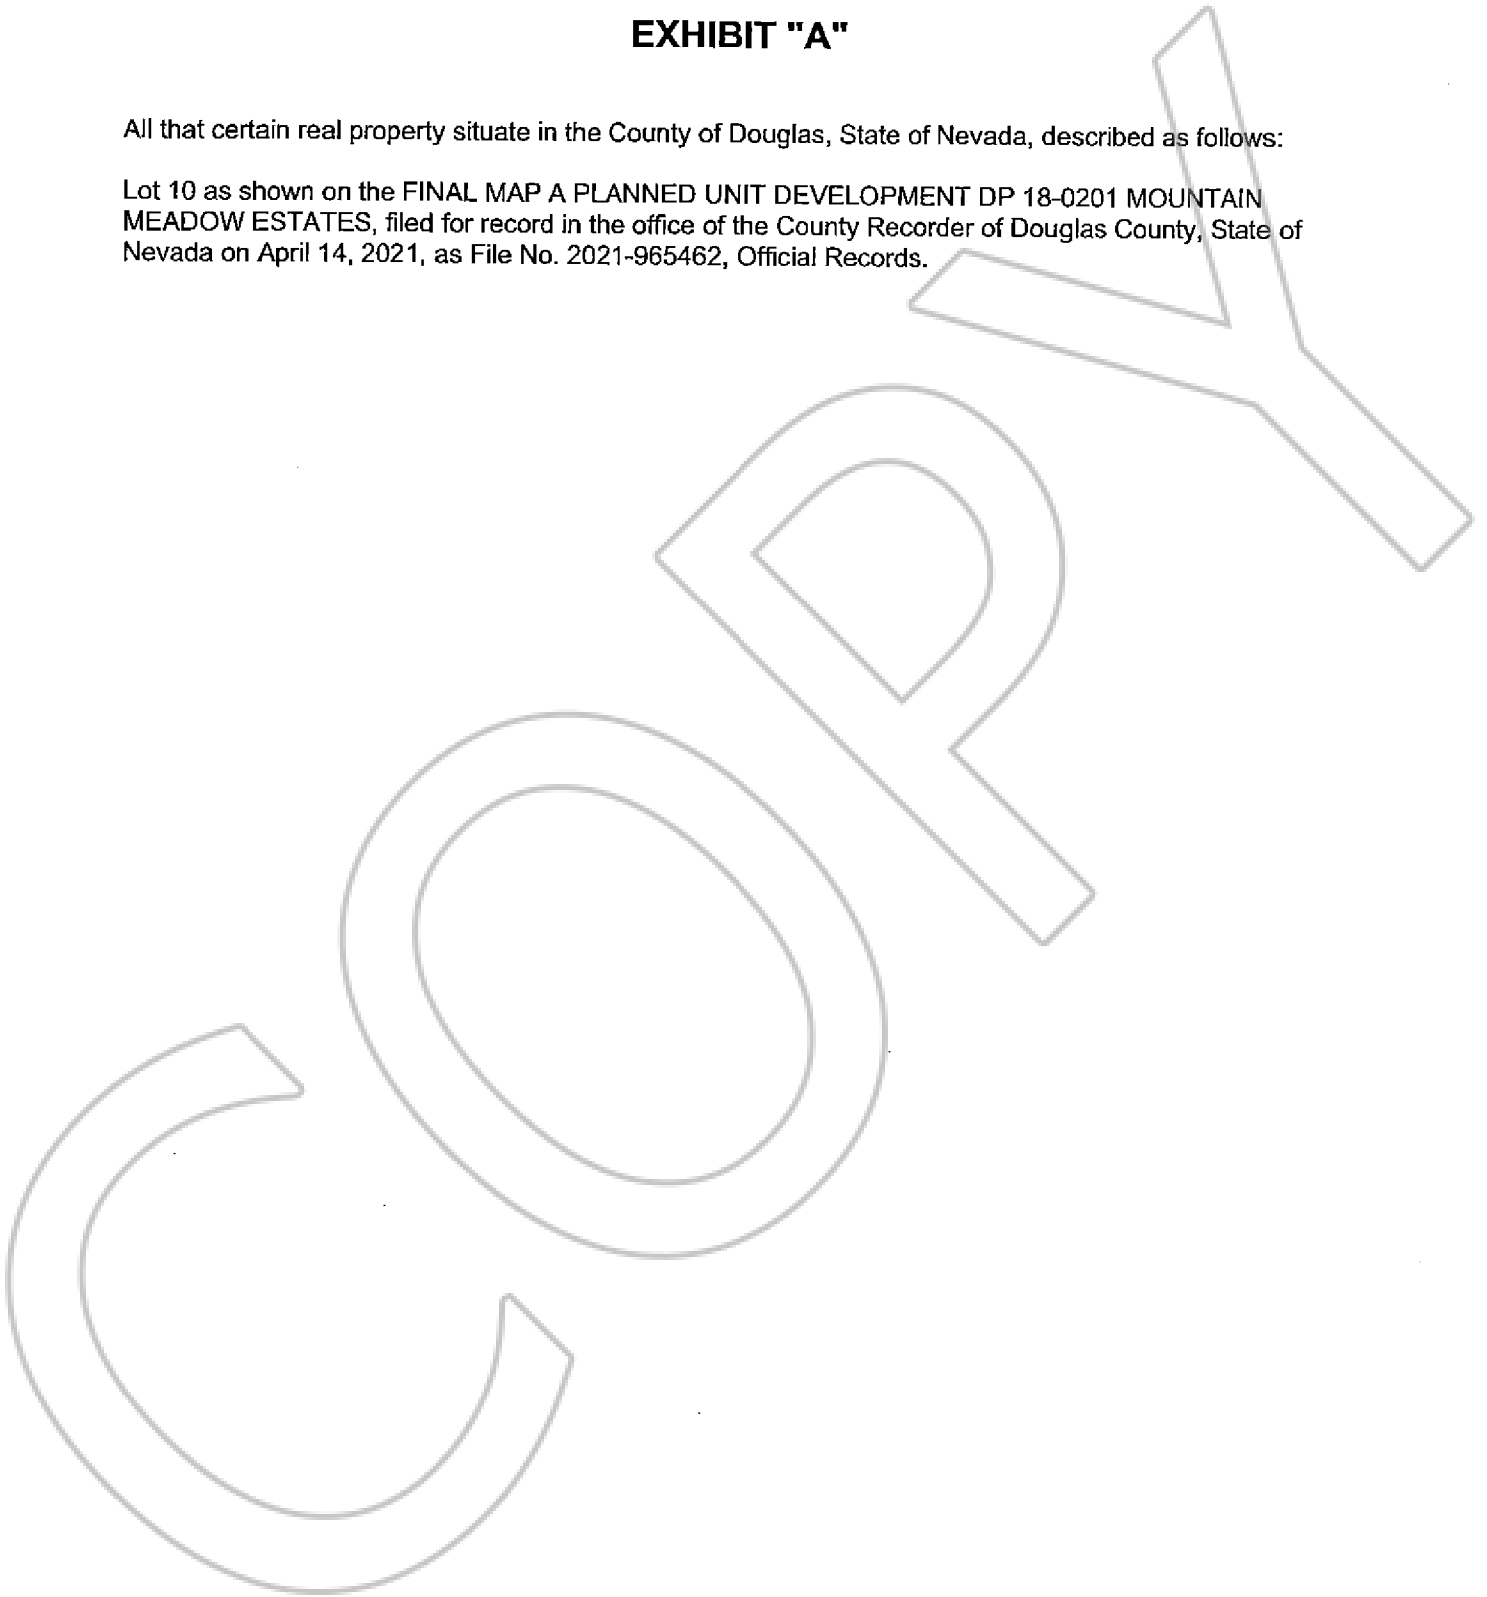 EXHIBIT "A"
All that certain real property situate in the County of Douglas, State of Nevada, described as follows:
Lot 10 as shown on the FINAL MAP A PLANNED UNIT DEVELOPMENT DP 18-0201 MOUNTAIN
MEADOW ESTATES, filed for record in the office of the County Recorder of Douglas County, State of
Nevada on April 14, 2021, as File No. 2021-965462, Official Records.
COPY